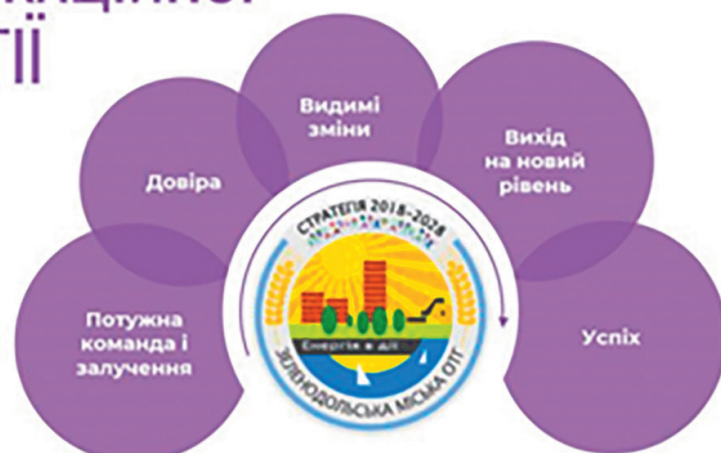 ГІЇ
Видимі
зміни
Вихід
на новий
рівень
Довіра
Потужна
команда і
залучення
Успіх
СТРАТЕГІЯ 2018-2028
Енергія в дії
ЗЕЛЕНОДОЛЬСЬКА МІСЬКА ОТГ